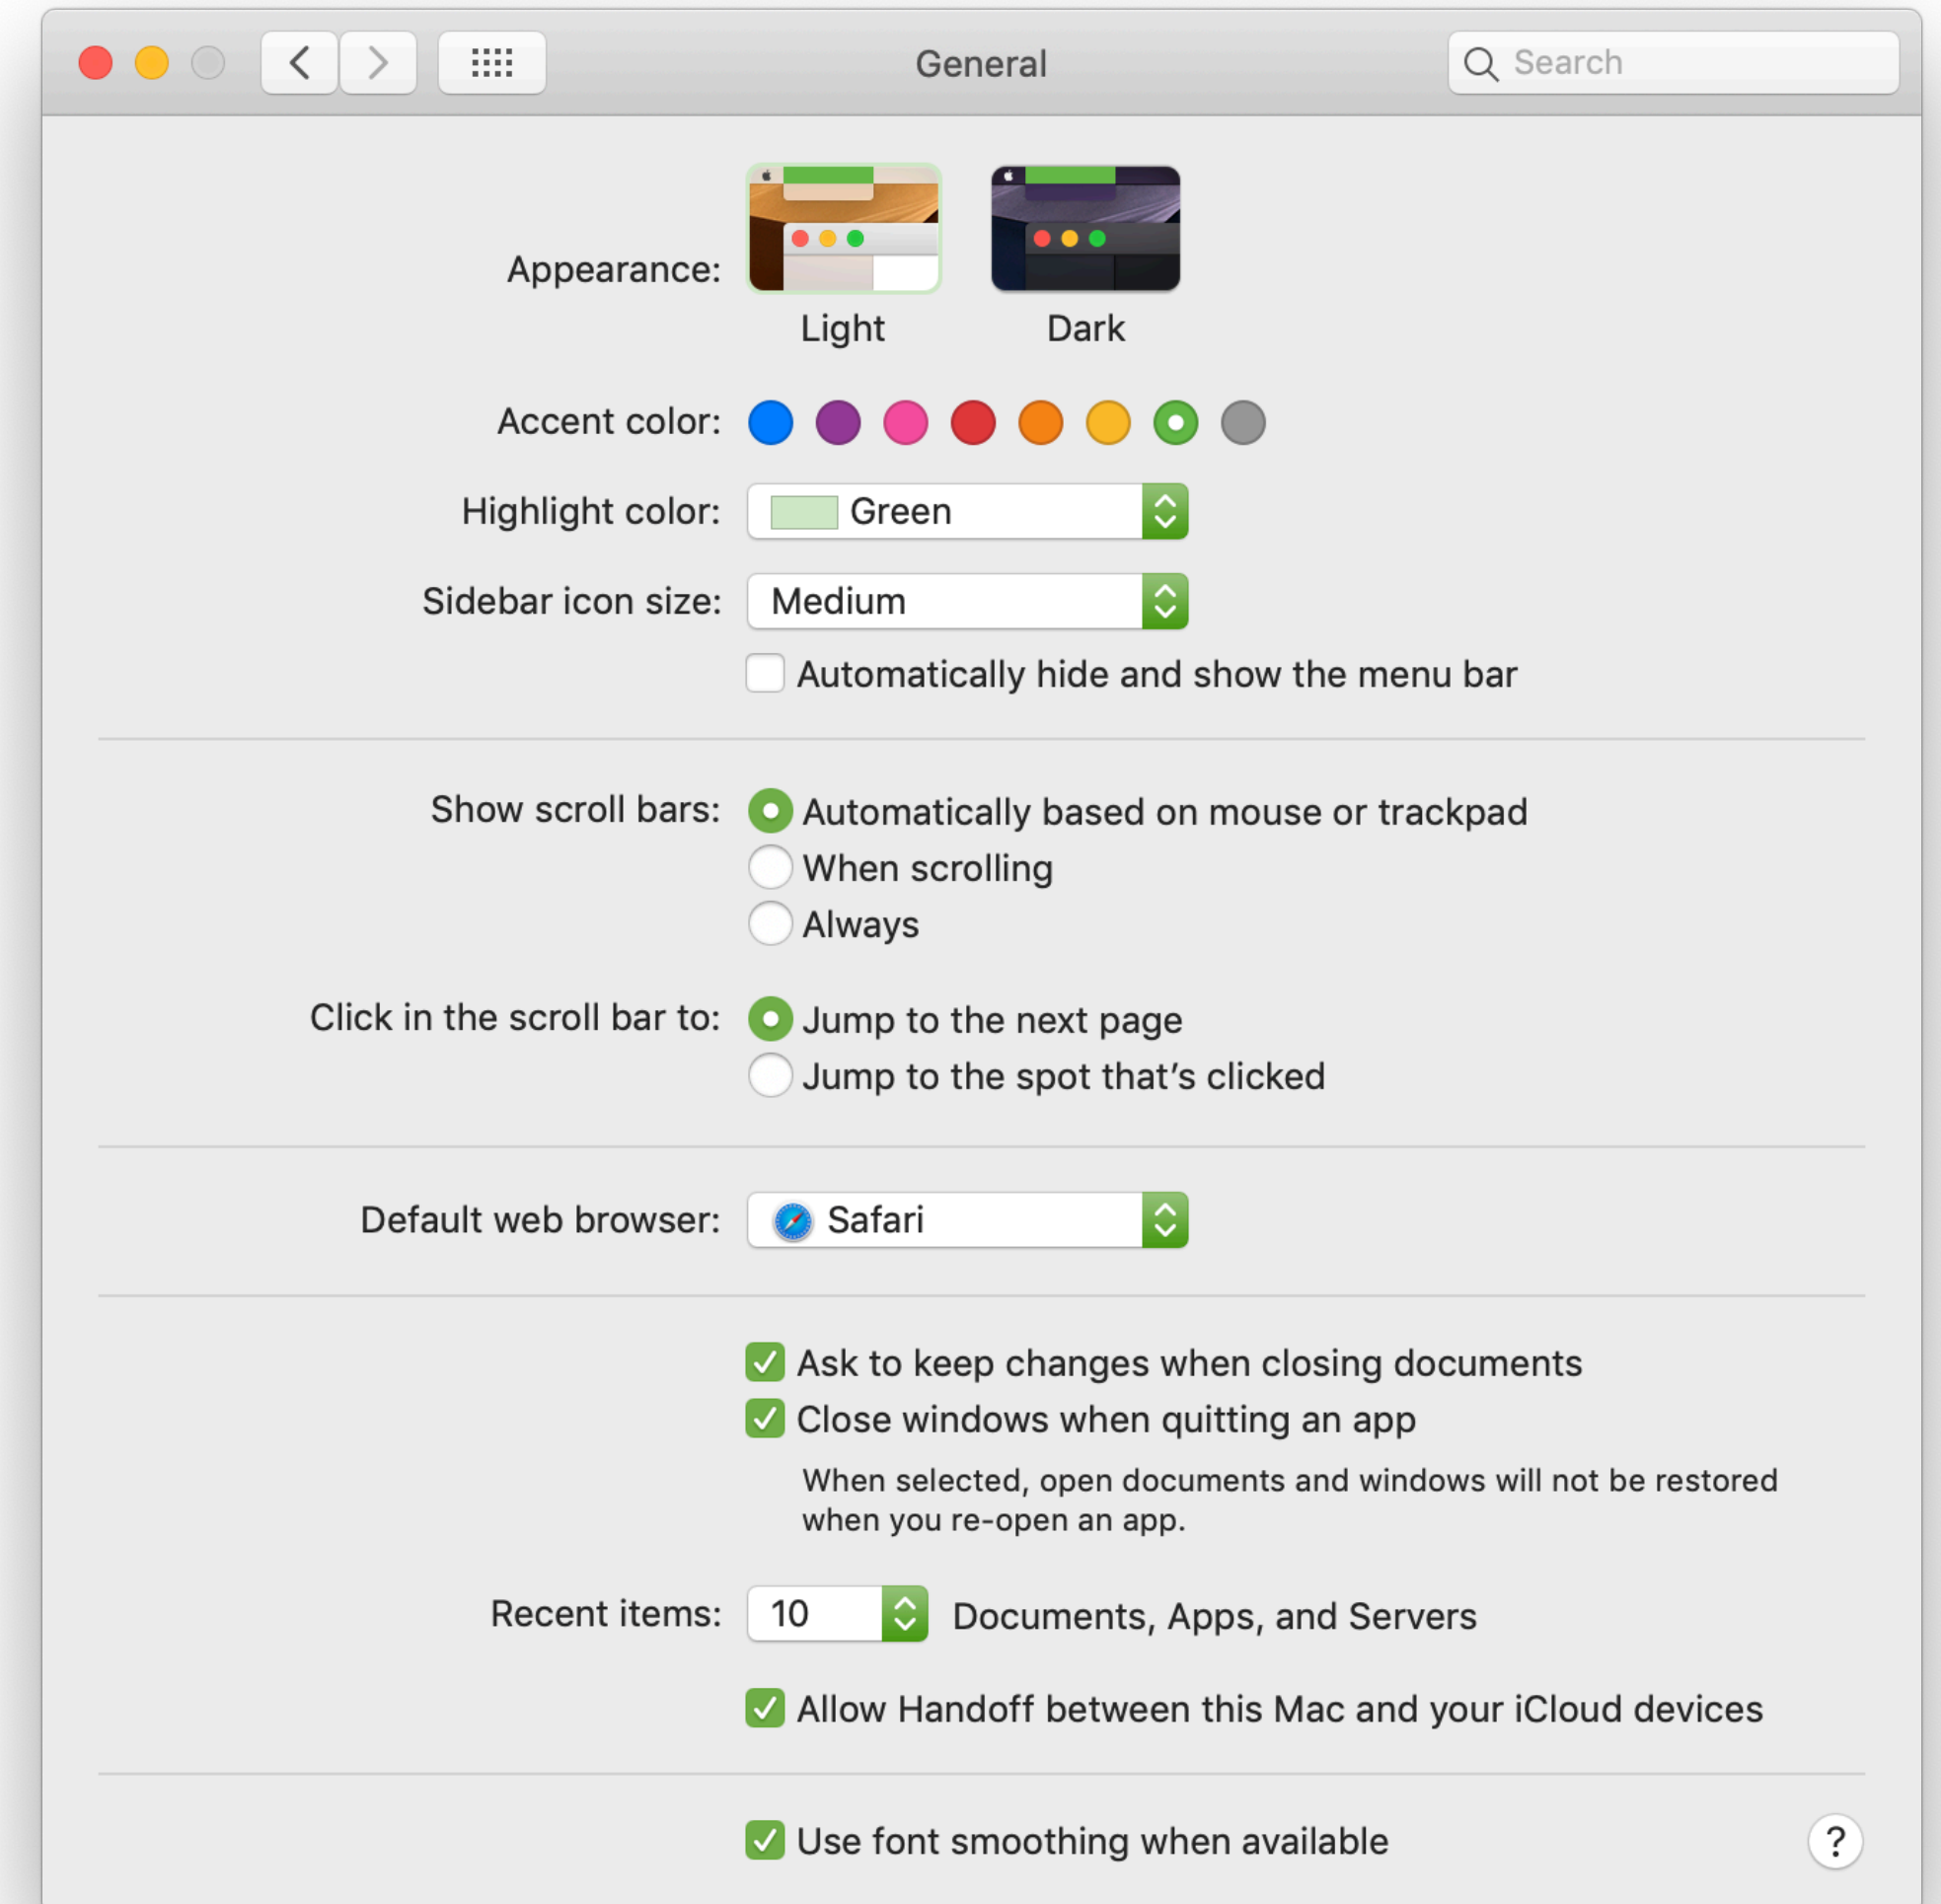 General
Search
Appearance:
Light
Dark
Accent color:
Highlight color:
Green
Sidebar icon size:
Medium
Automatically hide and show the menu bar
Show scroll bars:
Automatically based on mouse or trackpad
When scrolling
Always
Click in the scroll bar to:
Jump to the next page
Jump to the spot that’s clicked
Default web browser:
Safari
Ask to keep changes when closing documents
Close windows when quitting an app
When selected, open documents and windows will not be restored
when you re-open an app.
Recent items:
10
Documents, Apps, and Servers
Allow Handoff between this Mac and your iCloud devices
Use font smoothing when available
?